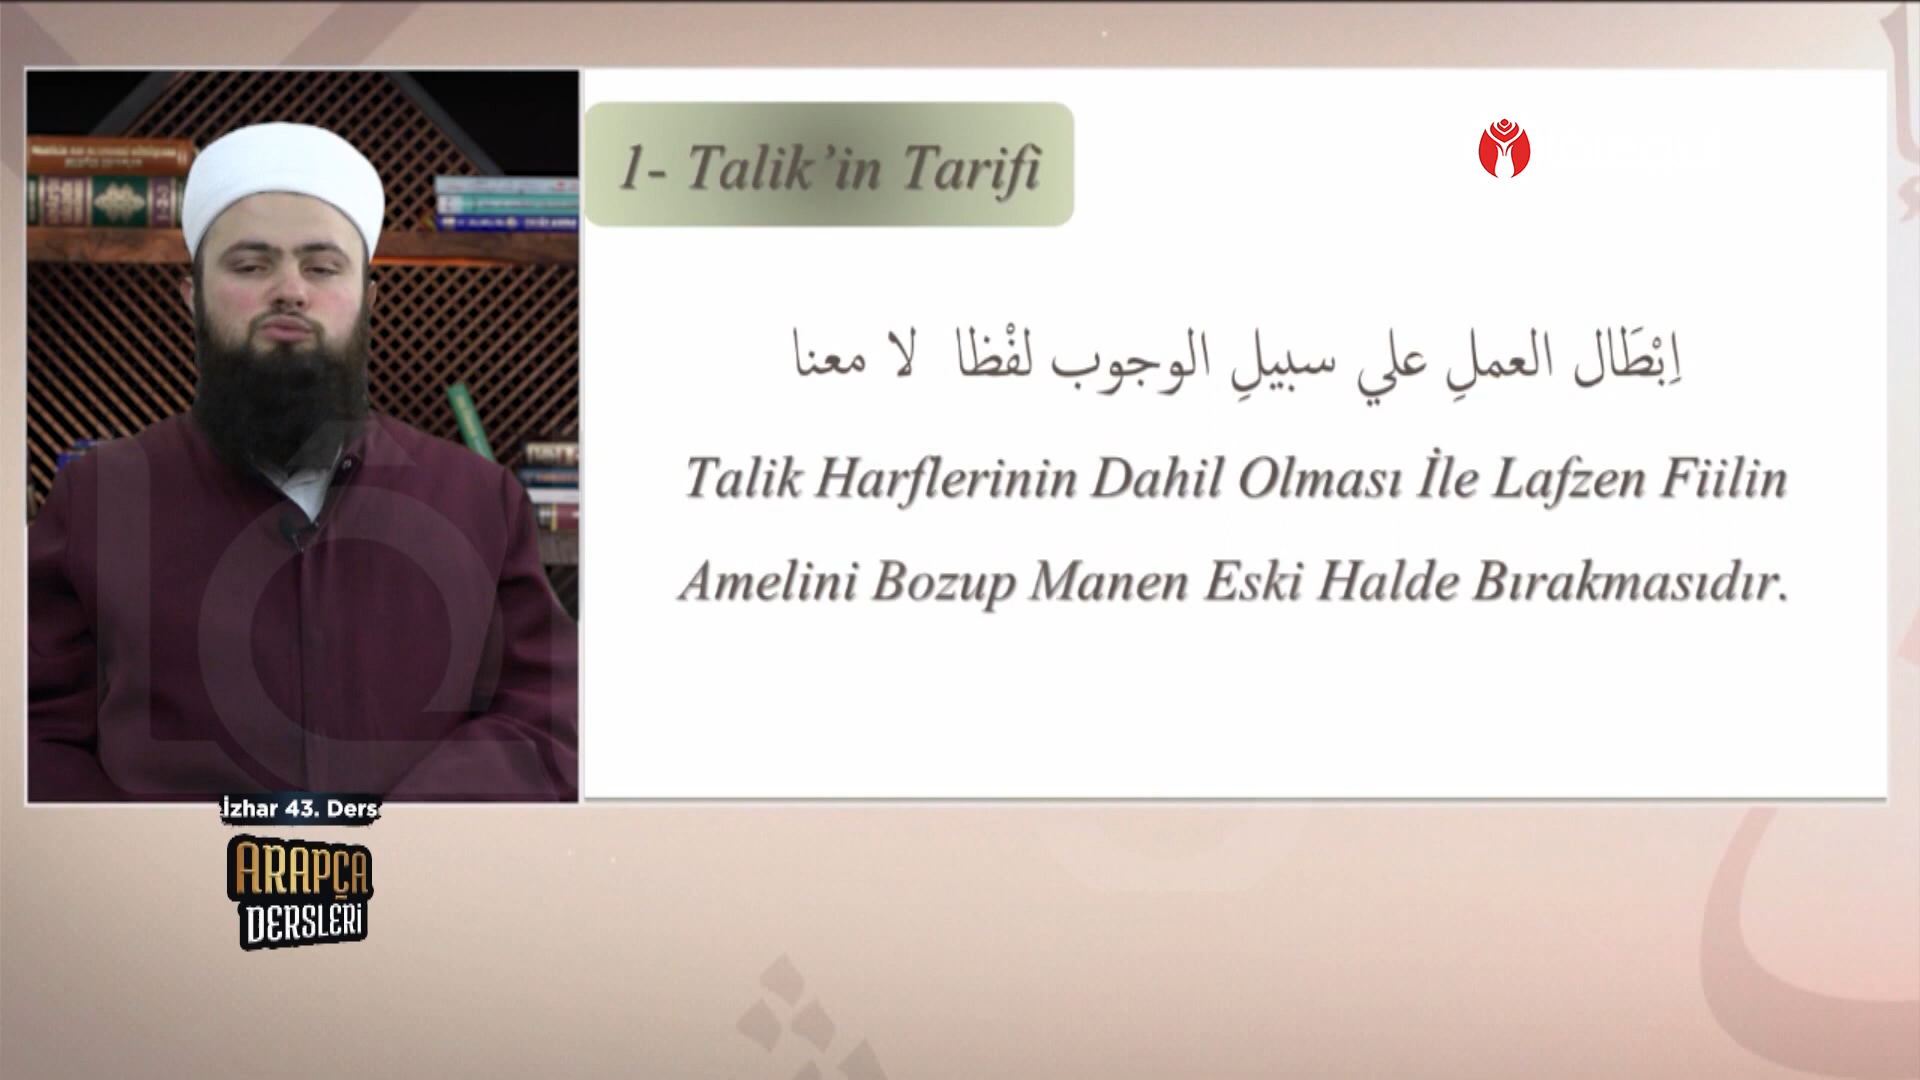 1- Talik’in Tarifi
اِبْطَال العملِ علي سبيلِ الوجوب لفْظا لا معنا
Talik Harflerinin Dahil Olması İle Lafzen Fiilin
Amelini Bozup Manen Eski Halde Bırakmasıdır.
İzhar 43. Ders
ARAPÇA
DERSLERİ